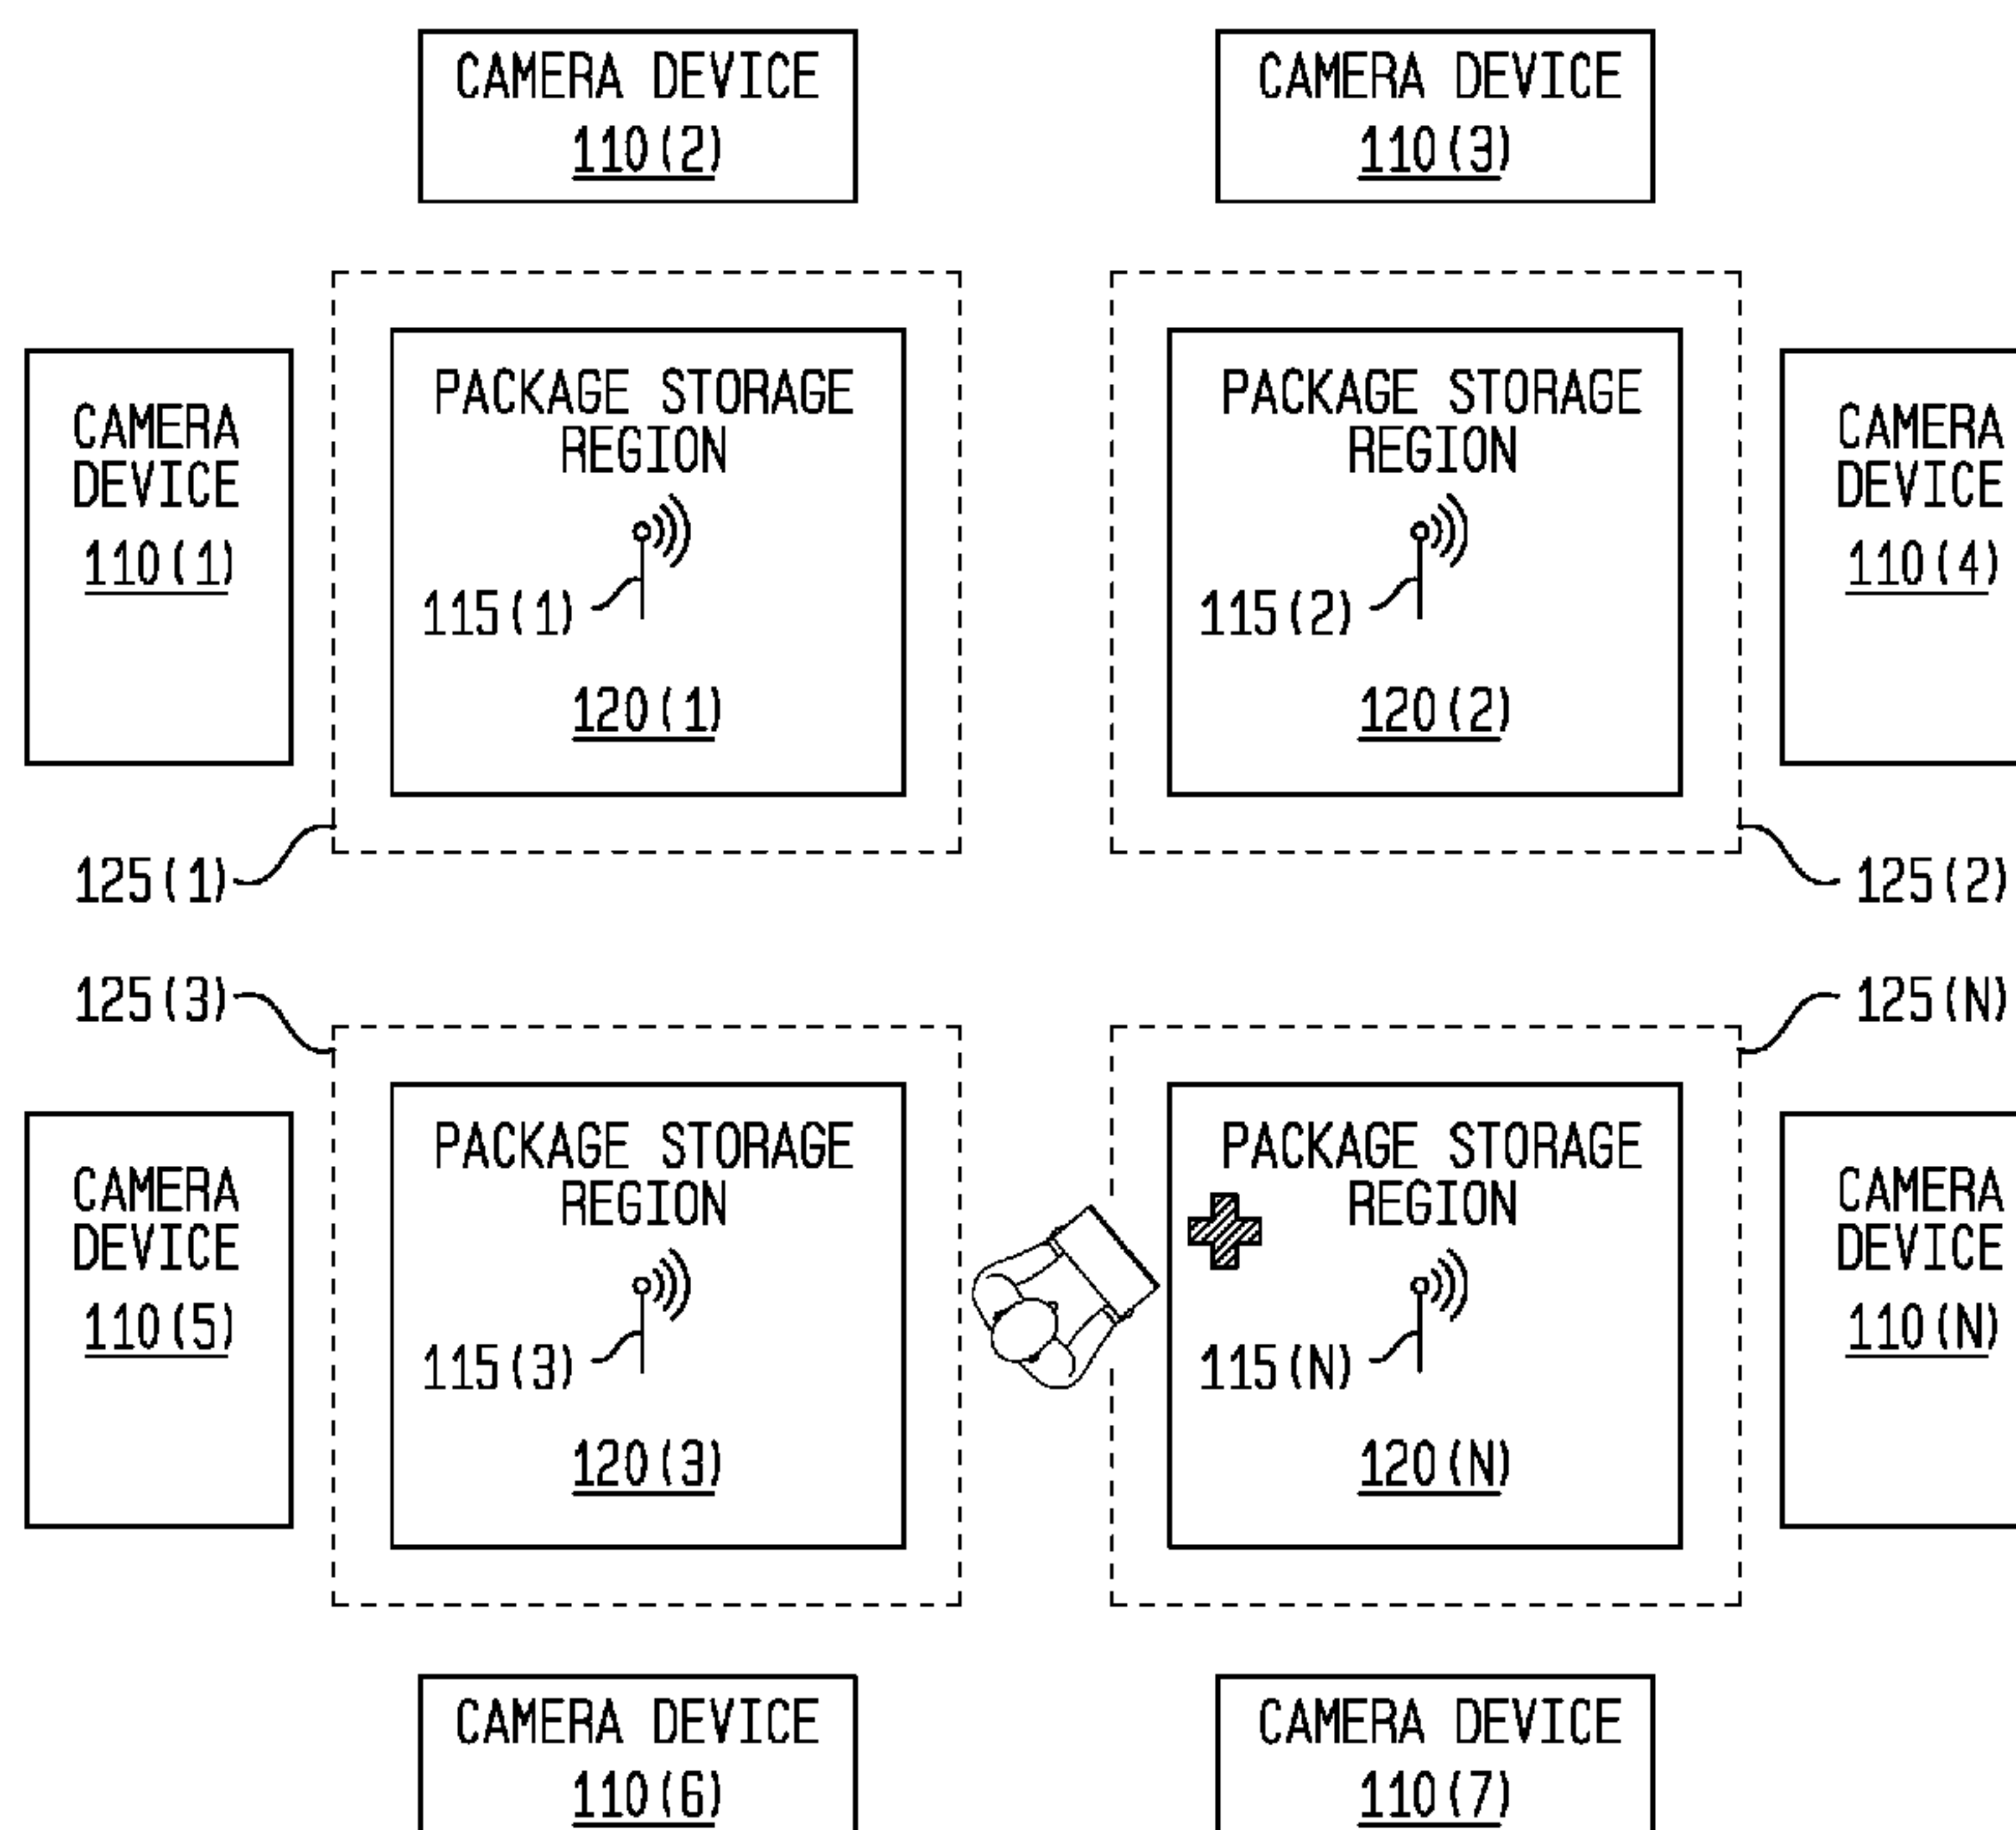 CAMERA DEVICE
110(2)
CAMERA DEVICE
110(3)
CAMERA
DEVICE
110(1)
PACKAGE STORAGE
REGION
115(1)
120(1)
PACKAGE STORAGE
REGION
115(2)
120(2)
CAMERA
DEVICE
110(4)
125(1)
125(2)
125(3)
125(N)
CAMERA
DEVICE
110(5)
PACKAGE STORAGE
REGION
115(3)
120(3)
PACKAGE STORAGE
REGION
115(N)
120(N)
CAMERA
DEVICE
110(N)
CAMERA DEVICE
110(6)
CAMERA DEVICE
110(7)